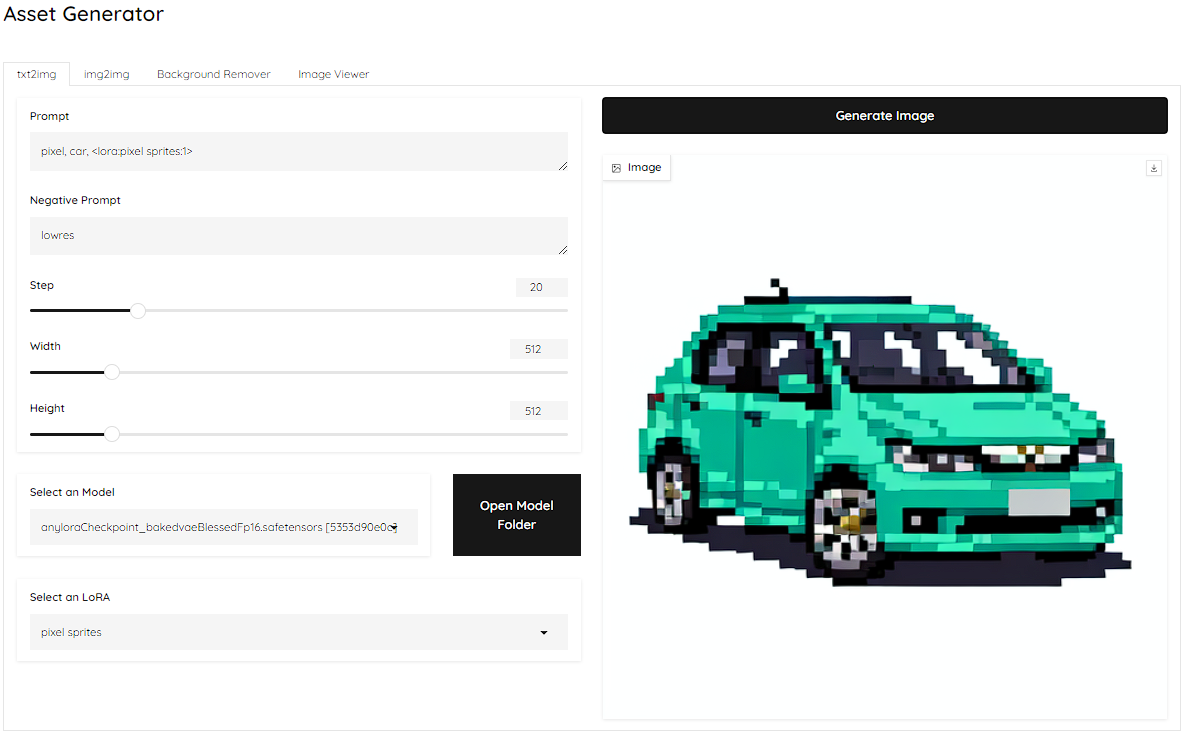 Asset Generator
txt2img
img2img
Background Remover
Image Viewer
Prompt
pixel, car, <lora:pixel sprites:1>
Negative Prompt
lowres
Step
20
Width
512
Height
512
Select an Model
anyloraCheckpoint_bakedvaeBlessedFp16.safetensors [5353d90e0c
Open Model
Folder
Select an LoRA
pixel sprites
Generate Image
Image